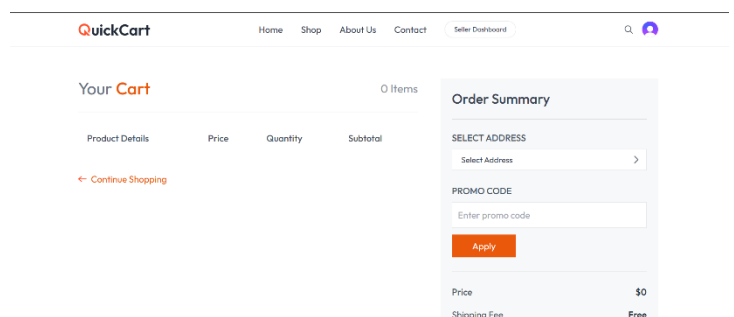 QuickCart Home Shop About Us Contact Seller Dashboard
Your Cart 0 Items
Product Details Price Quantity Subtotal
← Continue Shopping
Order Summary
SELECT ADDRESS
Select Address
PROMO CODE
Enter promo code
Apply
Price $0
Shipping Fee Free